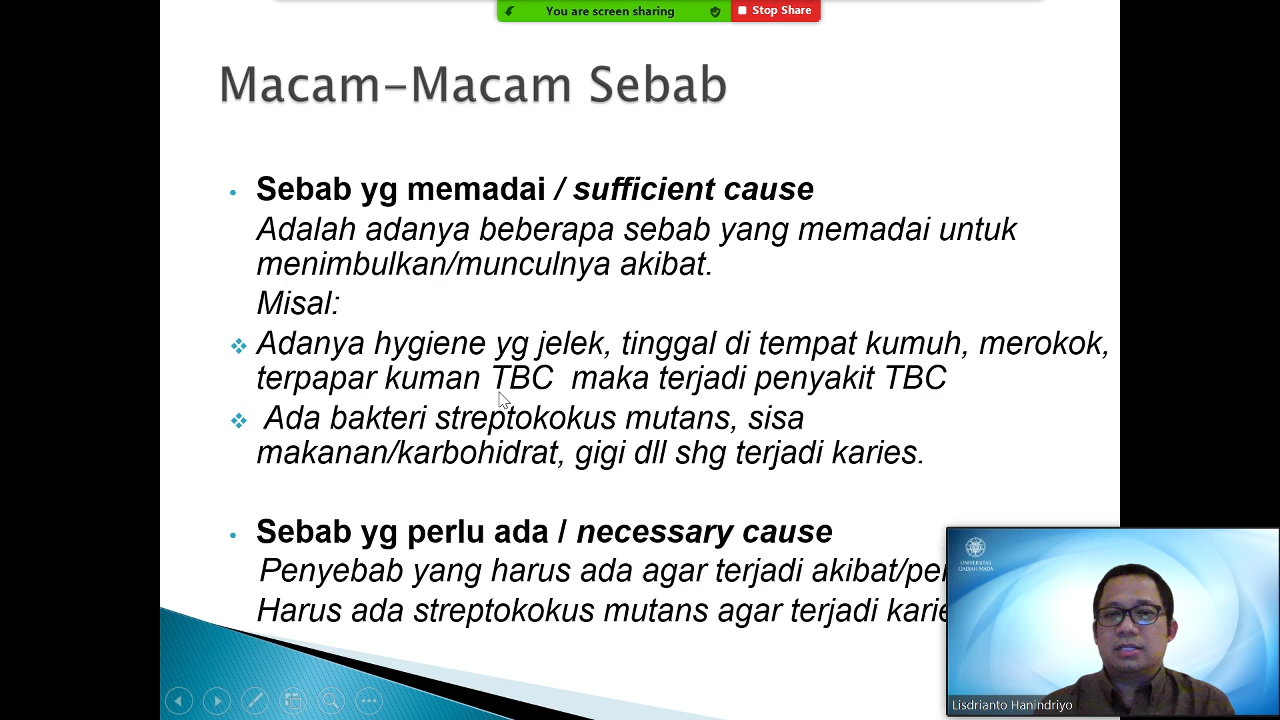 You are screen sharing
Stop Share
Macam-Macam Sebab
Sebab yg memadai / sufficient cause
Adalah adanya beberapa sebab yang memadai untuk
menimbulkan/munculnya akibat.
Misal:
Adanya hygiene yg jelek, tinggal di tempat kumuh, merokok,
terpapar kuman TBC maka terjadi penyakit TBC
Ada bakteri streptokokus mutans, sisa
makanan/karbohidrat, gigi dll shg terjadi karies.
Sebab yg perlu ada / necessary cause
Penyebab yang harus ada agar terjadi
Harus ada streptokokus mutans agar terjadi
UNIVERSITAS
GADJAH MADA
Lisdrianto Hanindriyo